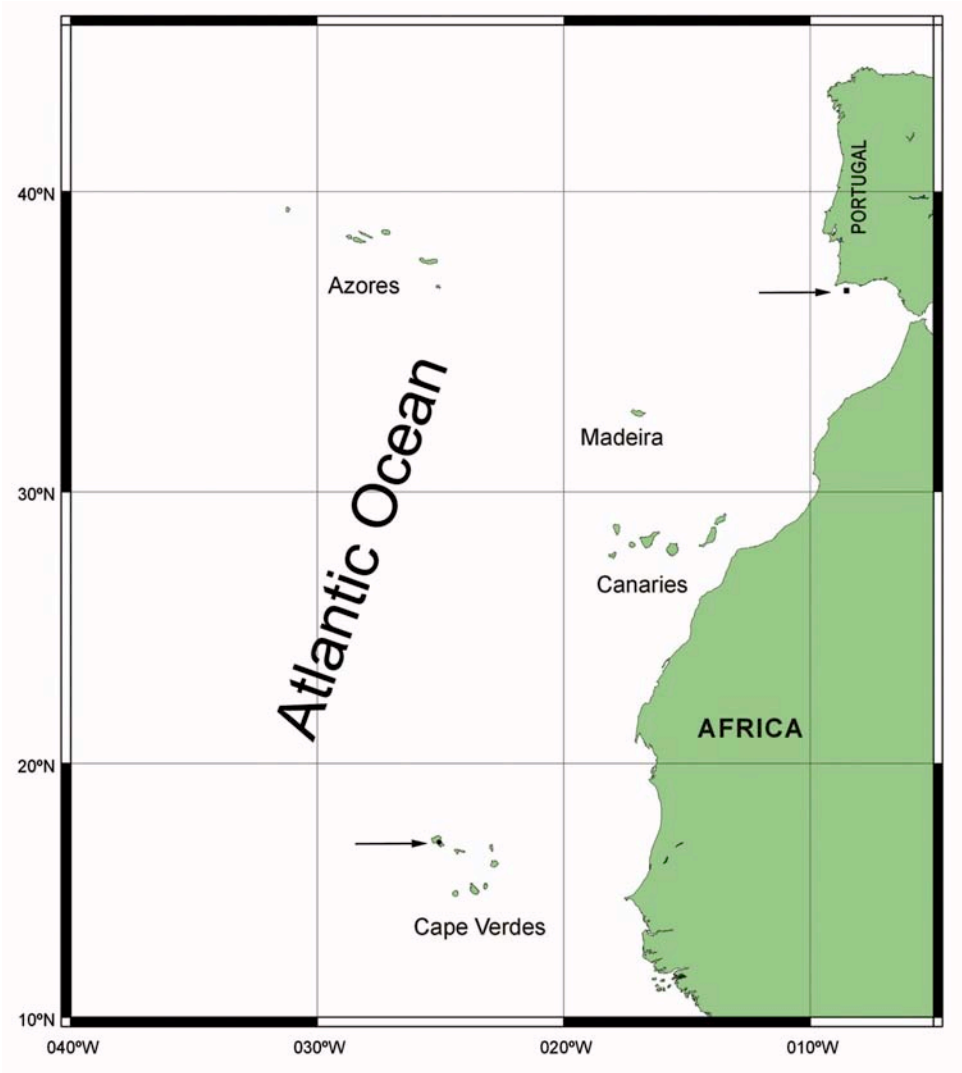 40ºN
PORTUGAL
Azores
Atlantic Ocean
Madeira
30ºN
Canaries
AFRICA
20ºN
Cape Verdes
10ºN
040ºW
030ºW
020ºW
010ºW